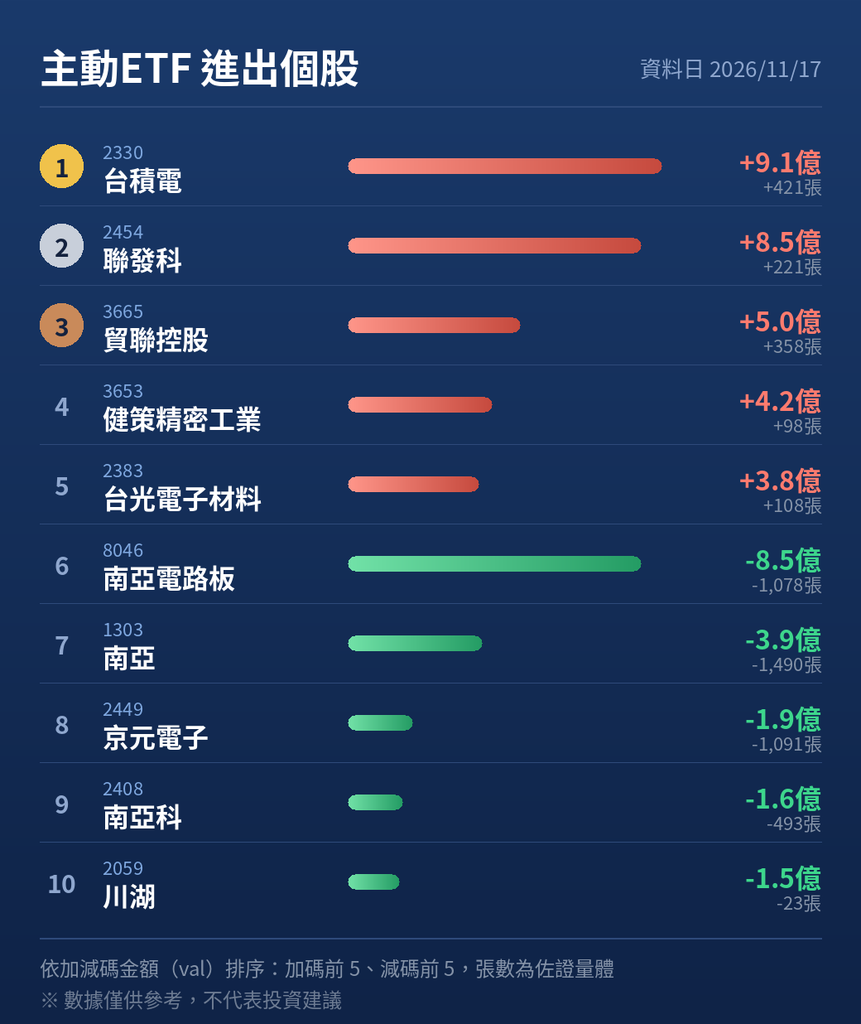 主動ETF 進出個股
資料日 2026/11/17
1
2330
台積電
+9.1億
+421張
2
2454
聯發科
+8.5億
+221張
3
3665
貿聯控股
+5.0億
+358張
4
3653
健策精密工業
+4.2億
+98張
5
2383
台光電子材料
+3.8億
+108張
6
8046
南亞電路板
-8.5億
-1,078張
7
1303
南亞
-3.9億
-1,490張
8
2449
京元電子
-1.9億
-1,091張
9
2408
南亞科
-1.6億
-493張
10
2059
川湖
-1.5億
-23張
依加減碼金額（val）排序：加碼前 5、減碼前 5，張數為佐證量體
※ 數據僅供參考，不代表投資建議